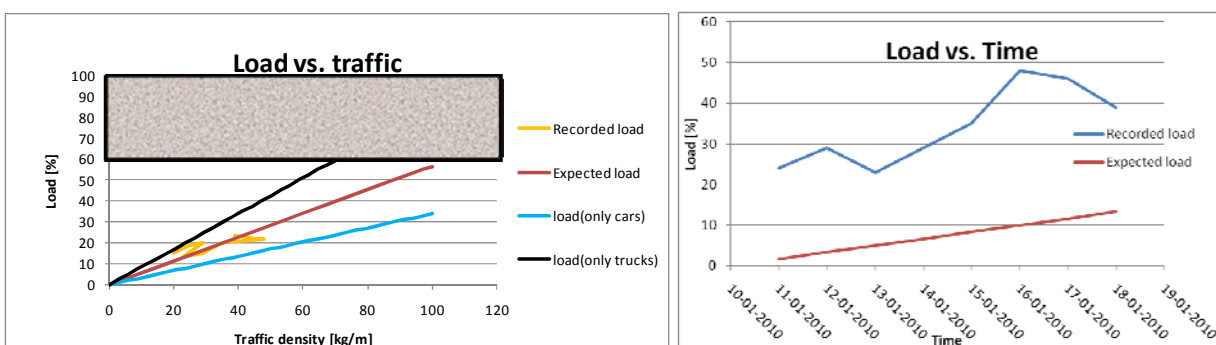 Load vs. traffic
Load [%]
100
90
80
70
60
50
40
30
20
10
0
0 20 40 60 80 100 120
Traffic density [kg/m]
Recorded load
Expected load
load(only cars)
load(only trucks)
Load vs. Time
Load [%]
60
50
40
30
20
10
0
10-01-2010
11-01-2010
12-01-2010
13-01-2010
14-01-2010
15-01-2010
16-01-2010
17-01-2010
18-01-2010
19-01-2010
Time
Recorded load
Expected load